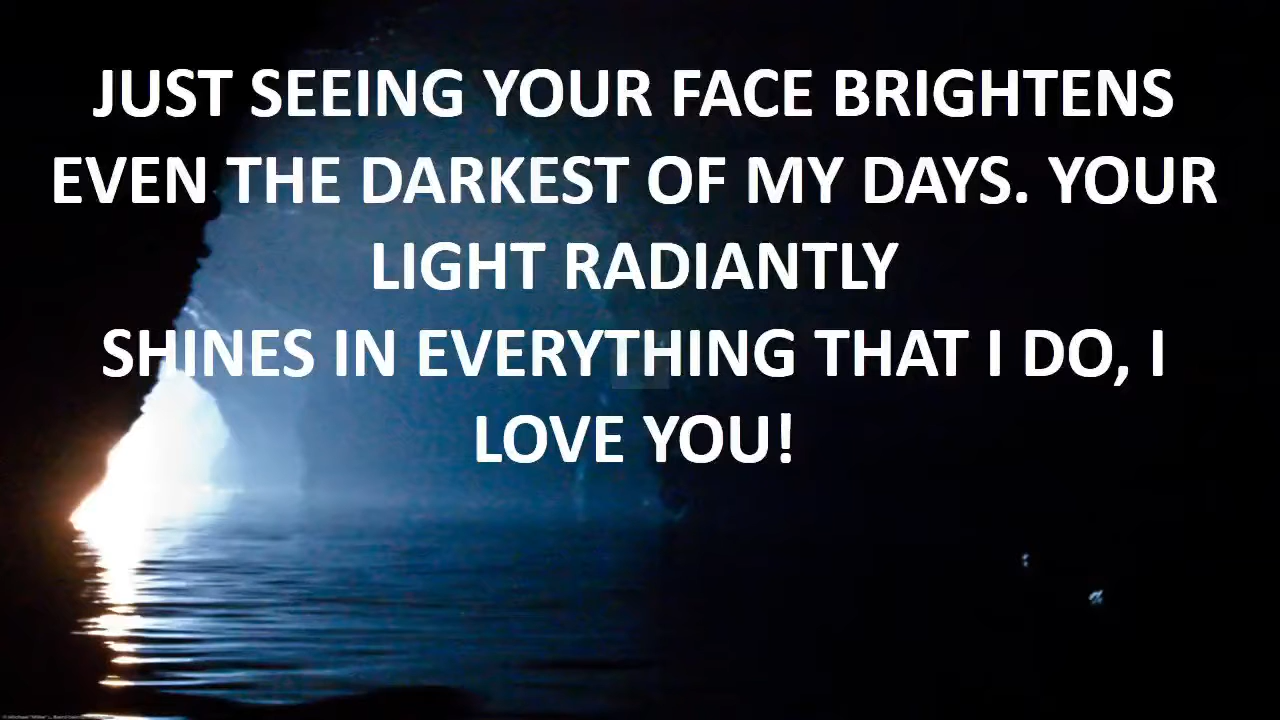 JUST SEEING YOUR FACE BRIGHTENS
EVEN THE DARKEST OF MY DAYS. YOUR
LIGHT RADIANTLY
SHINES IN EVERYTHING THAT I DO, I
LOVE YOU!